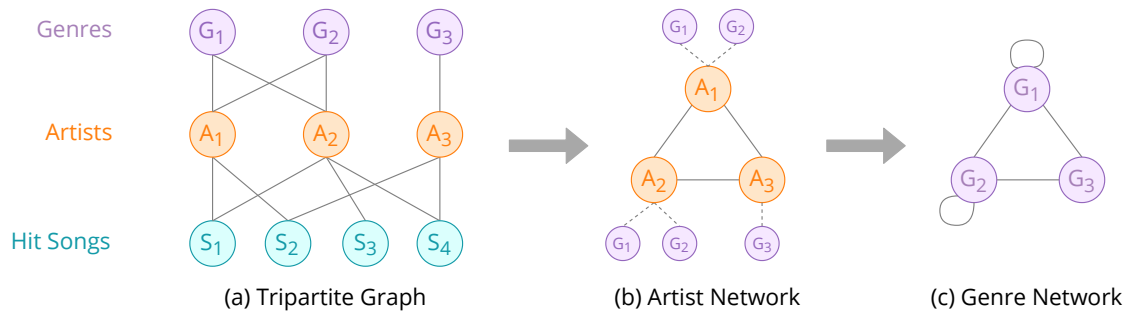 Genres G1 G2 G3
Artists A1 A2 A3
Hit Songs S1 S2 S3 S4
(a) Tripartite Graph
G1 G2
A1
A2 A3
G1 G2 G3
(b) Artist Network
G1
G2 G3
(c) Genre Network